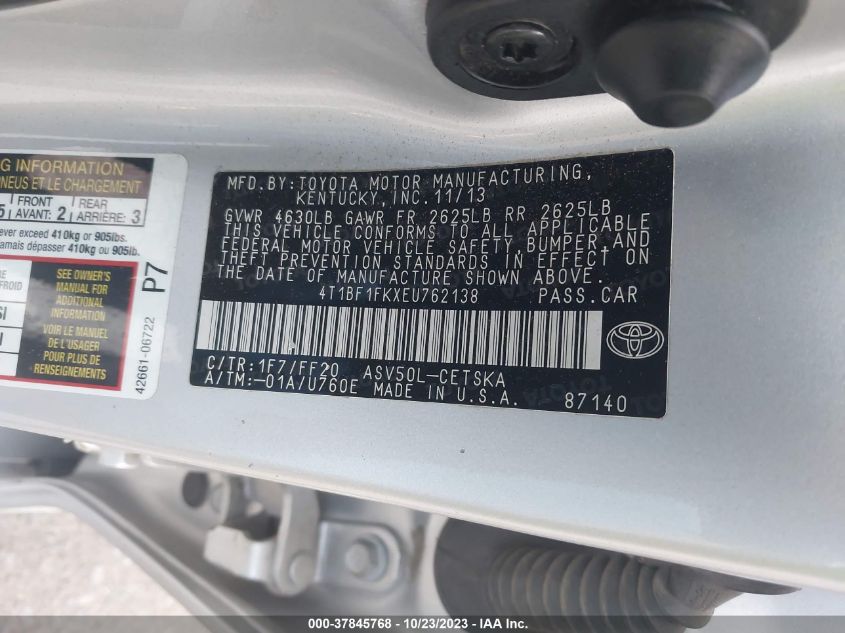 G INFORMATION
PNEUS ET LE CHARGEMENT
5 FRONT AVANT: 2 REAR ARRIÈRE: 3
ever exceed 410kg or 905lbs.
amais dépasser 410kg ou 905lb.
FROID
SEE OWNER'S
MANUAL FOR
ADDITIONAL
INFORMATION
VOIR LE MANUEL
DE L'USAGER
POUR PLUS DE
RENSEIGNEMENTS
P7
42661-06722
MFD.BY: TOYOTA MOTOR MANUFACTURING,
KENTUCKY, INC. 11/13
GVWR 4630LB GAWR FR 2625LB RR 2625LB
THIS VEHICLE CONFORMS TO ALL APPLICABLE
FEDERAL MOTOR VEHICLE SAFETY, BUMPER AND
THEFT PREVENTION STANDARDS IN EFFECT ON
THE DATE OF MANUFACTURE SHOWN ABOVE.
4T1BF1FKXEU762138 PASS.CAR
C/TR:1F7/FF20 ASV50L-CETSKA
A/TM:-01A/U760E MADE IN U.S.A. 87140
000-37845768 - 10/23/2023 - IAA Inc.